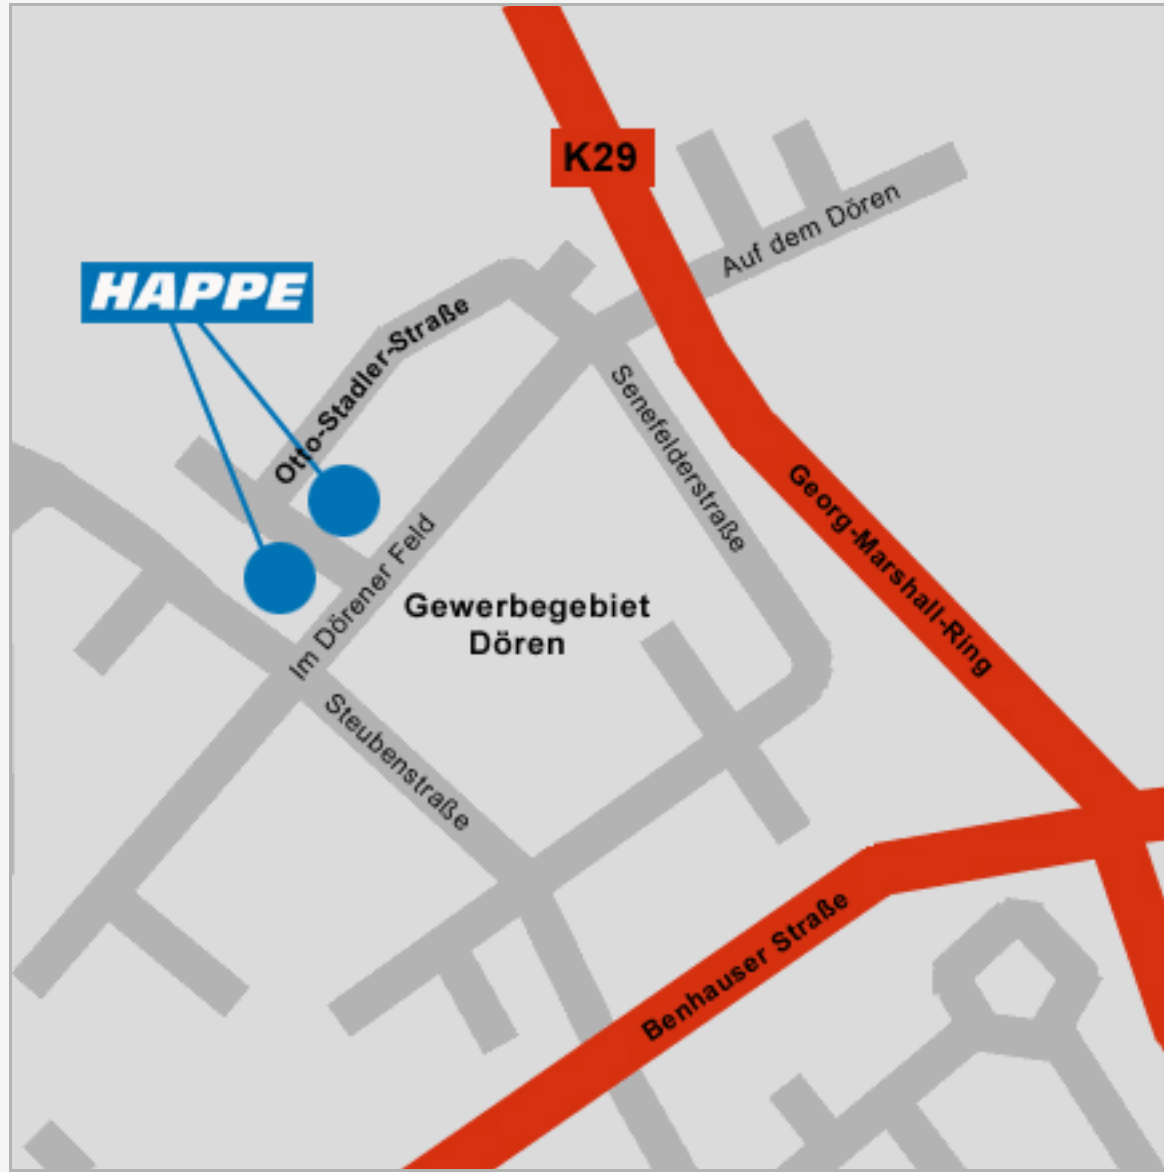 K29
Auf dem Dören
HAPPE
Otto-Stadler-Straße
Senefelderstraße
Georg-Marshall-Ring
Im Dörener Feld
Gewerbegebiet
Dören
Steubenstraße
Benhauser Straße